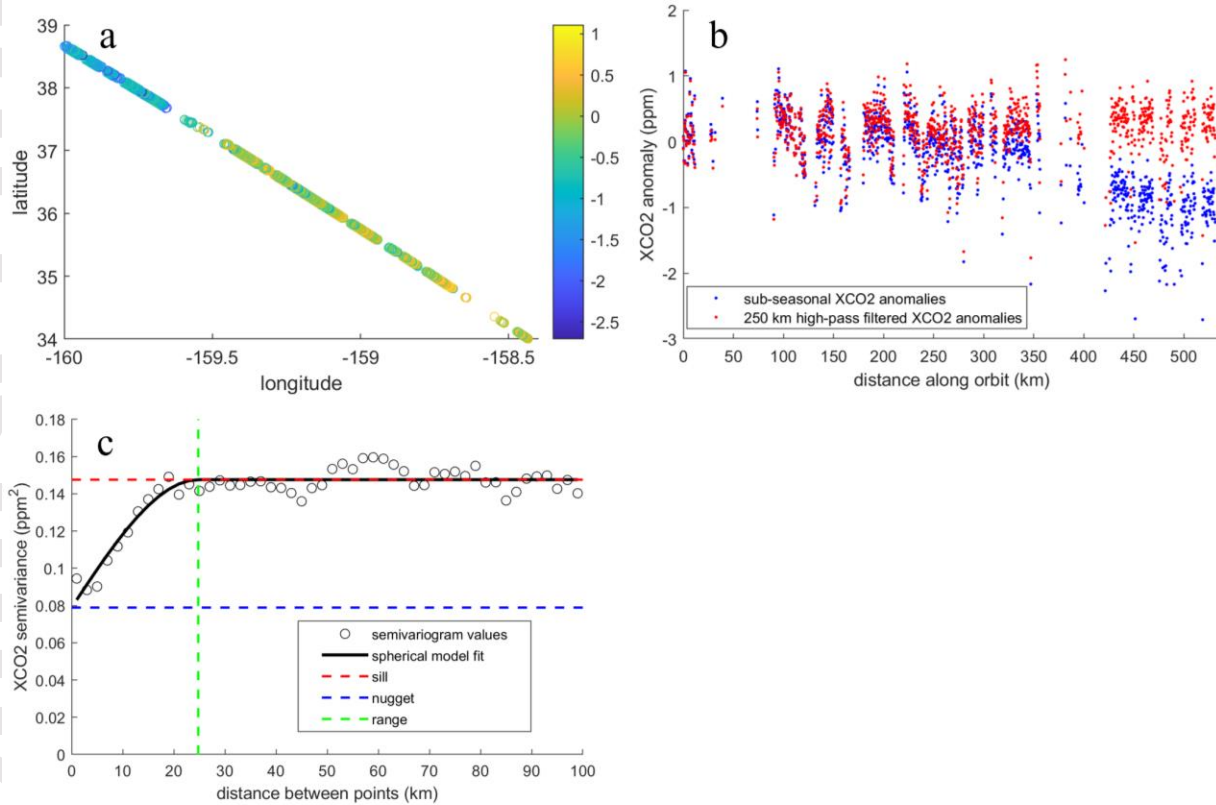 a
39
38
37
36
35
34
latitude
-160
-159.5
-159
-158.5
longitude
1
0.5
0
-0.5
-1
-1.5
-2
-2.5
b
2
1
0
-1
-2
-3
XCO2 anomaly (ppm)
sub-seasonal XCO2 anomalies
250 km high-pass filtered XCO2 anomalies
0 50 100 150 200 250 300 350 400 450 500
distance along orbit (km)
c
0.18
0.16
0.14
0.12
0.1
0.08
0.06
0.04
0.02
0
XCO2 semivariance (ppm²)
semivariogram values
spherical model fit
sill
nugget
range
0 10 20 30 40 50 60 70 80 90 100
distance between points (km)